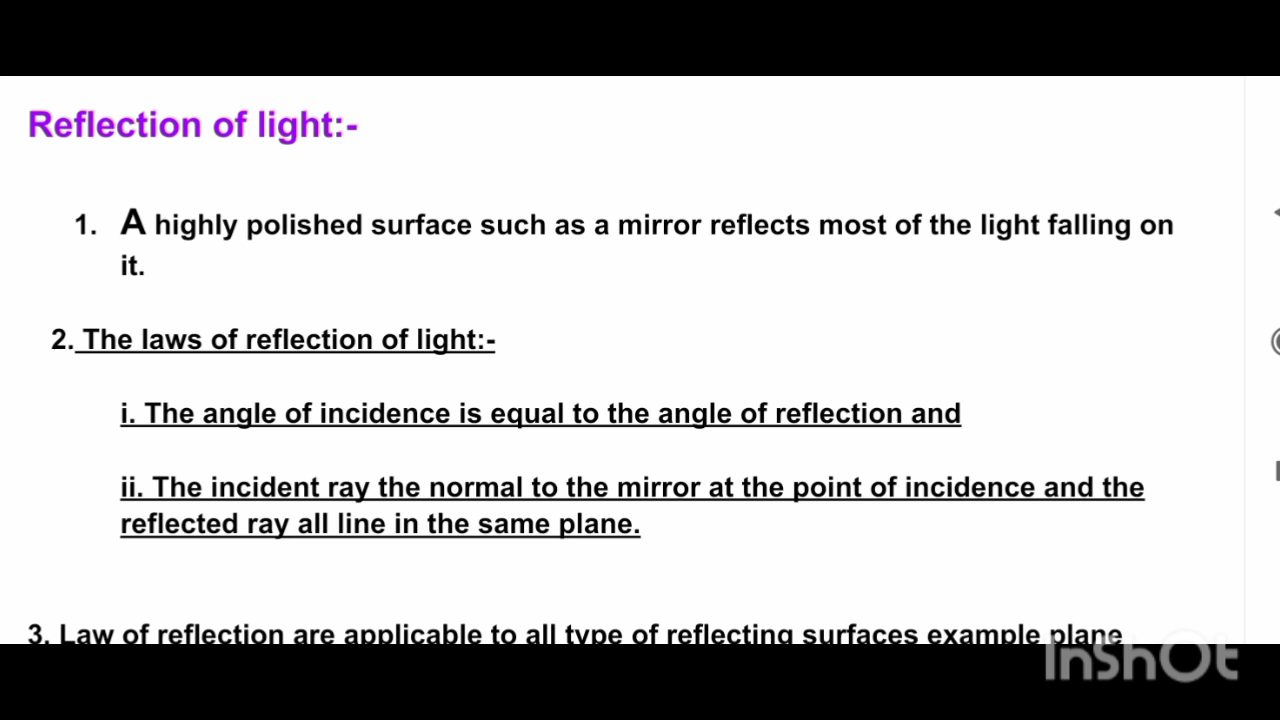 Reflection of light:-
1. A highly polished surface such as a mirror reflects most of the light falling on
it.
2. The laws of reflection of light:-
i. The angle of incidence is equal to the angle of reflection and
ii. The incident ray the normal to the mirror at the point of incidence and the
reflected ray all line in the same plane.
3. Law of reflection are applicable to all type of reflecting surfaces example plane
InShOt